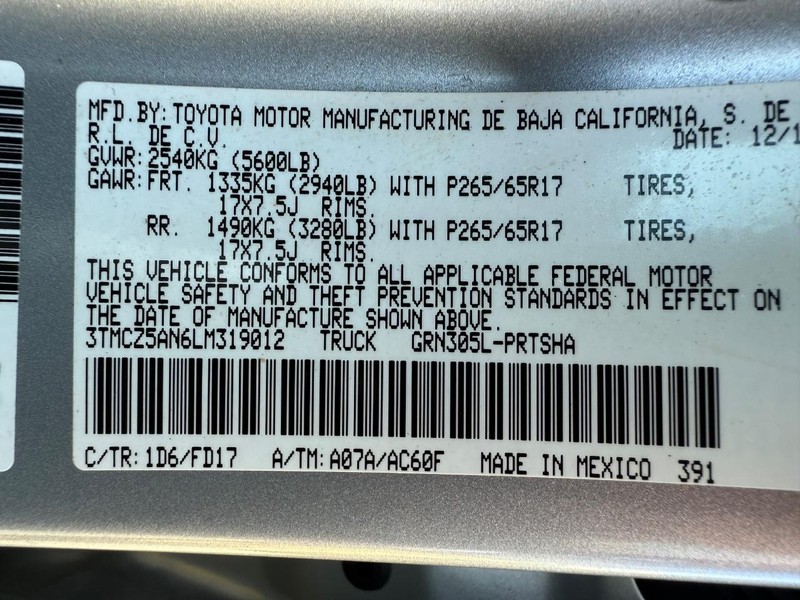 MFD.BY: TOYOTA MOTOR MANUFACTURING DE BAJA CALIFORNIA, S. DE
R.L. DE C.V. DATE: 12/1
GVWR: 2540KG (5600LB)
GAWR: FRT. 1335KG (2940LB) WITH P265/65R17 TIRES,
17X7.5J RIMS.
RR. 1490KG (3280LB) WITH P265/65R17 TIRES,
17X7.5J RIMS.
THIS VEHICLE CONFORMS TO ALL APPLICABLE FEDERAL MOTOR
VEHICLE SAFETY AND THEFT PREVENTION STANDARDS IN EFFECT ON
THE DATE OF MANUFACTURE SHOWN ABOVE.
3TMCZ5AN6LM319012 TRUCK GRN305L-PRTSHA
C/TR: 1D6/FD17 A/TM: A07A/AC60F MADE IN MEXICO 391